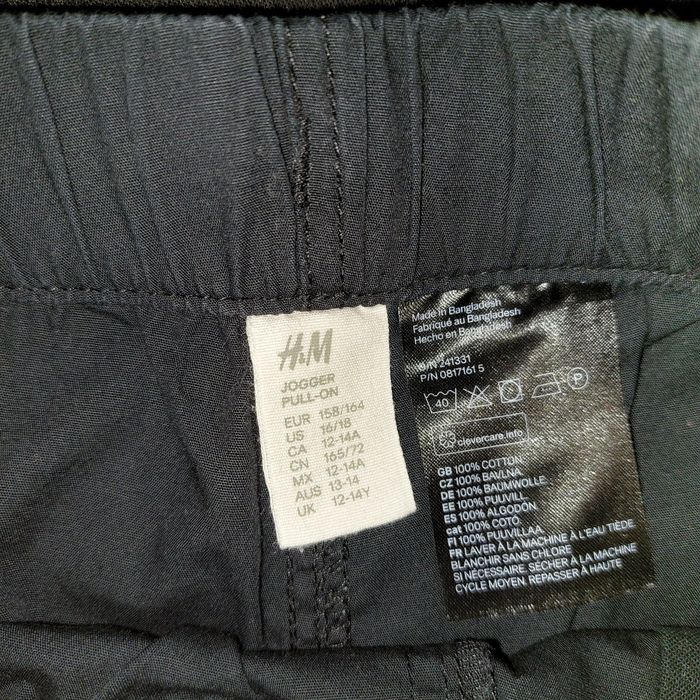 H&M
JOGGER
PULL-ON
EUR 158/164
US 16/18
CA 12-14A
CN 165/72
MX 12-14A
AUS 13-14
UK 12-14Y
Made in Bangladesh
Fabriqué au Bangladesh
Hecho en Bangladesh
S/N 241331
P/N 0817161 5
40
P
clevercare.info
GB 100% COTTON
CZ 100% BAVLNA
DE 100% BAUMWOLLE
EE 100% PUUVILL
ES 100% ALGODÓN
cat 100% COTÓ
FI 100% PUUVILLAA
FR LAVER À LA MACHINE À L'EAU TIÈDE
BLANCHIR SANS CHLORE
SI NÉCESSAIRE. SÉCHER À LA MACHINE
CYCLE MOYEN. REPASSER À HAUTE